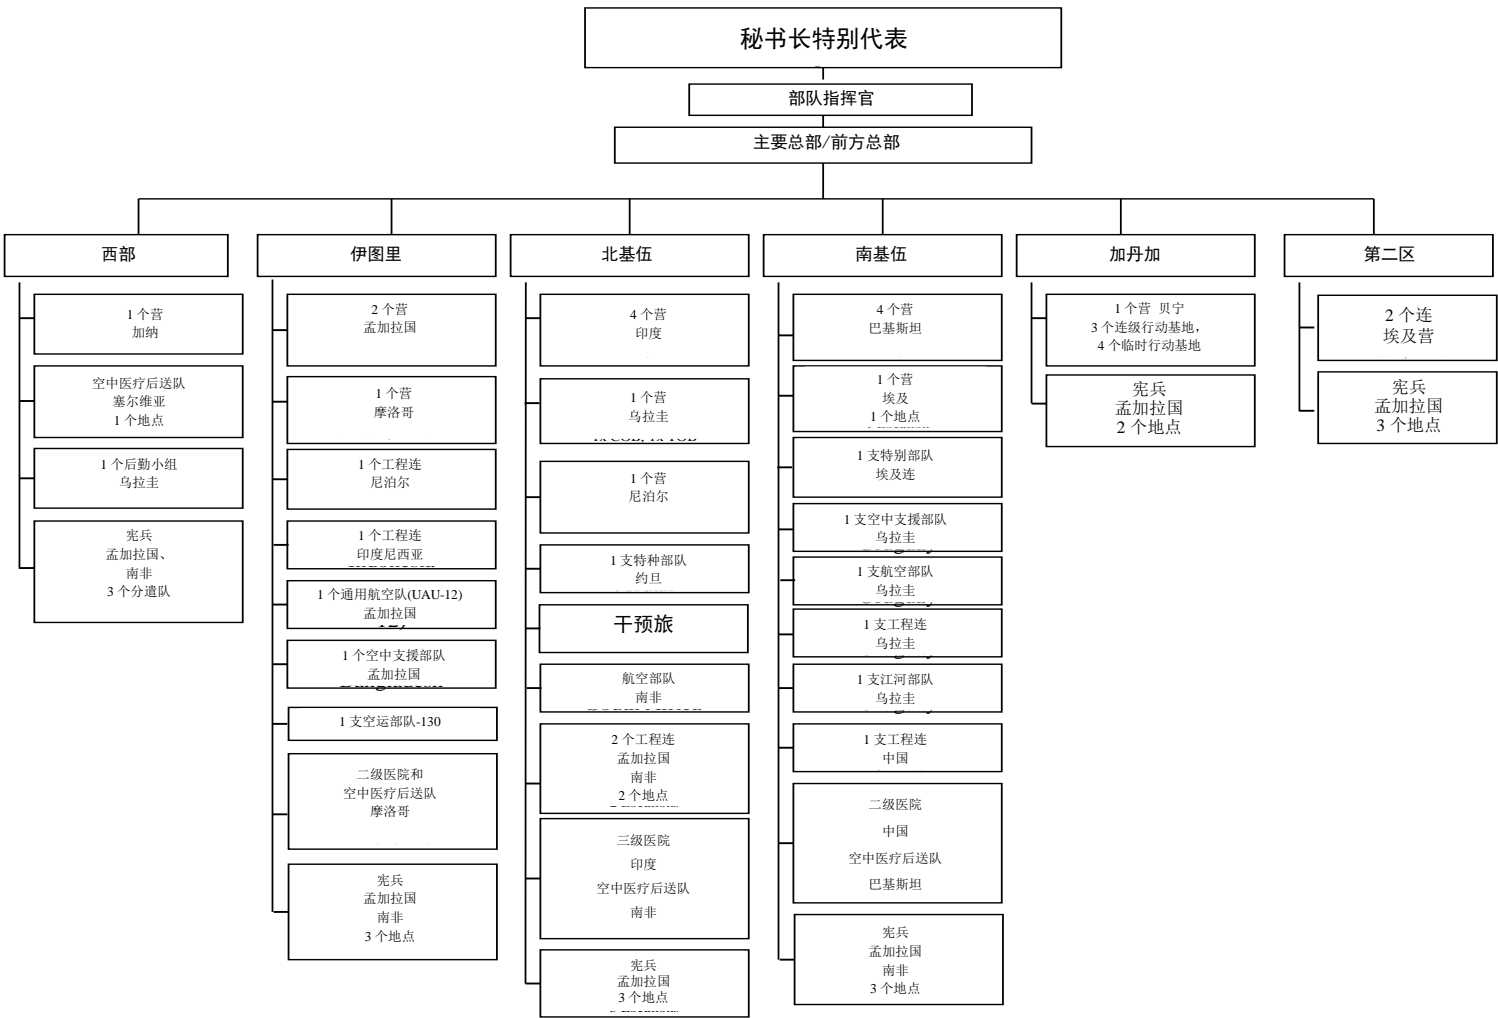 秘书长特别代表
部队指挥官
主要总部/前方总部
西部
1 个营
加纳
空中医疗后送队
塞尔维亚
1 个地点
1 个后勤小组
乌拉圭
宪兵
孟加拉国、
南非
3 个分遣队
伊图里
2 个营
孟加拉国
1 个营
摩洛哥
1 个工程连
尼泊尔
1 个工程连
印度尼西亚
1 个通用航空队(UAU-12)
孟加拉国
1 个空中支援部队
孟加拉国
1 支空运部队-130
二级医院和
空中医疗后送队
摩洛哥
宪兵
孟加拉国
南非
3 个地点
北基伍
4 个营
印度
1 个营
乌拉圭
1 个营
尼泊尔
1 支特种部队
约旦
干预旅
航空部队
南非
2 个工程连
孟加拉国
南非
2 个地点
三级医院
印度
空中医疗后送队
南非
宪兵
孟加拉国
3 个地点
南基伍
4 个营
巴基斯坦
1 个营
埃及
1 个地点
1 支特别部队
埃及连
1 支空中支援部队
乌拉圭
1 支航空部队
乌拉圭
1 支工程连
乌拉圭
1 支江河部队
乌拉圭
1 支工程连
中国
二级医院
中国
空中医疗后送队
巴基斯坦
宪兵
孟加拉国
南非
3 个地点
加丹加
1 个营 贝宁
3 个连级行动基地，
4 个临时行动基地
宪兵
孟加拉国
2 个地点
第二区
2 个连
埃及营
宪兵
孟加拉国
3 个地点